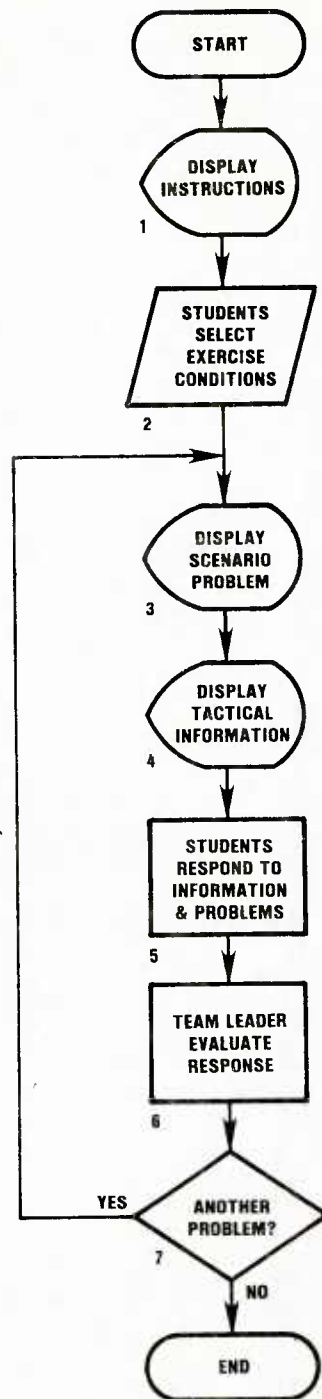 START
DISPLAY
INSTRUCTIONS
1
STUDENTS
SELECT
EXERCISE
CONDITIONS
2
DISPLAY
SCENARIO
PROBLEM
3
DISPLAY
TACTICAL
INFORMATION
4
STUDENTS
RESPOND TO
INFORMATION
& PROBLEMS
5
TEAM LEADER
EVALUATE
RESPONSE
6
YES
ANOTHER
PROBLEM?
7
NO
END